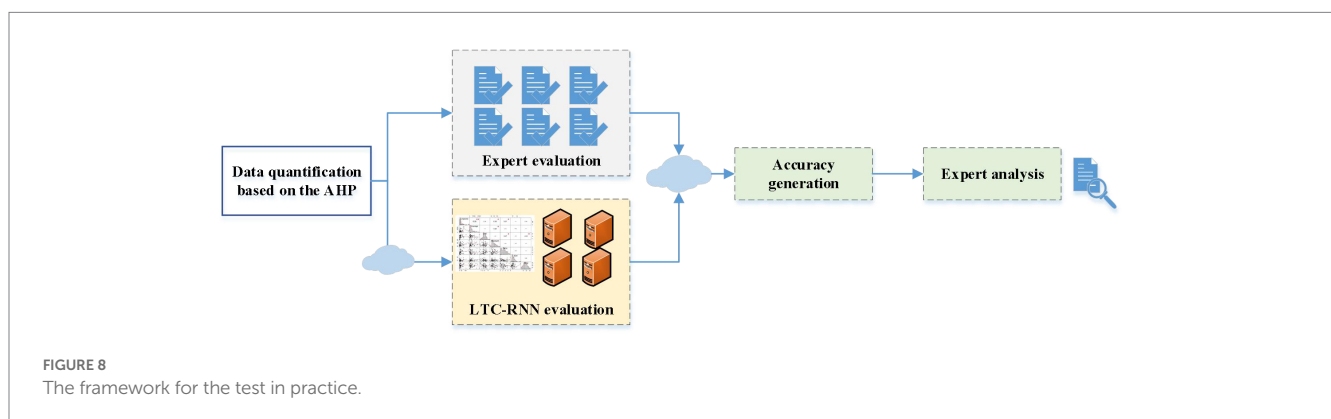 Data quantification
based on the AHP
Expert evaluation
LTC-RNN evaluation
Accuracy
generation
Expert analysis
FIGURE 8
The framework for the test in practice.